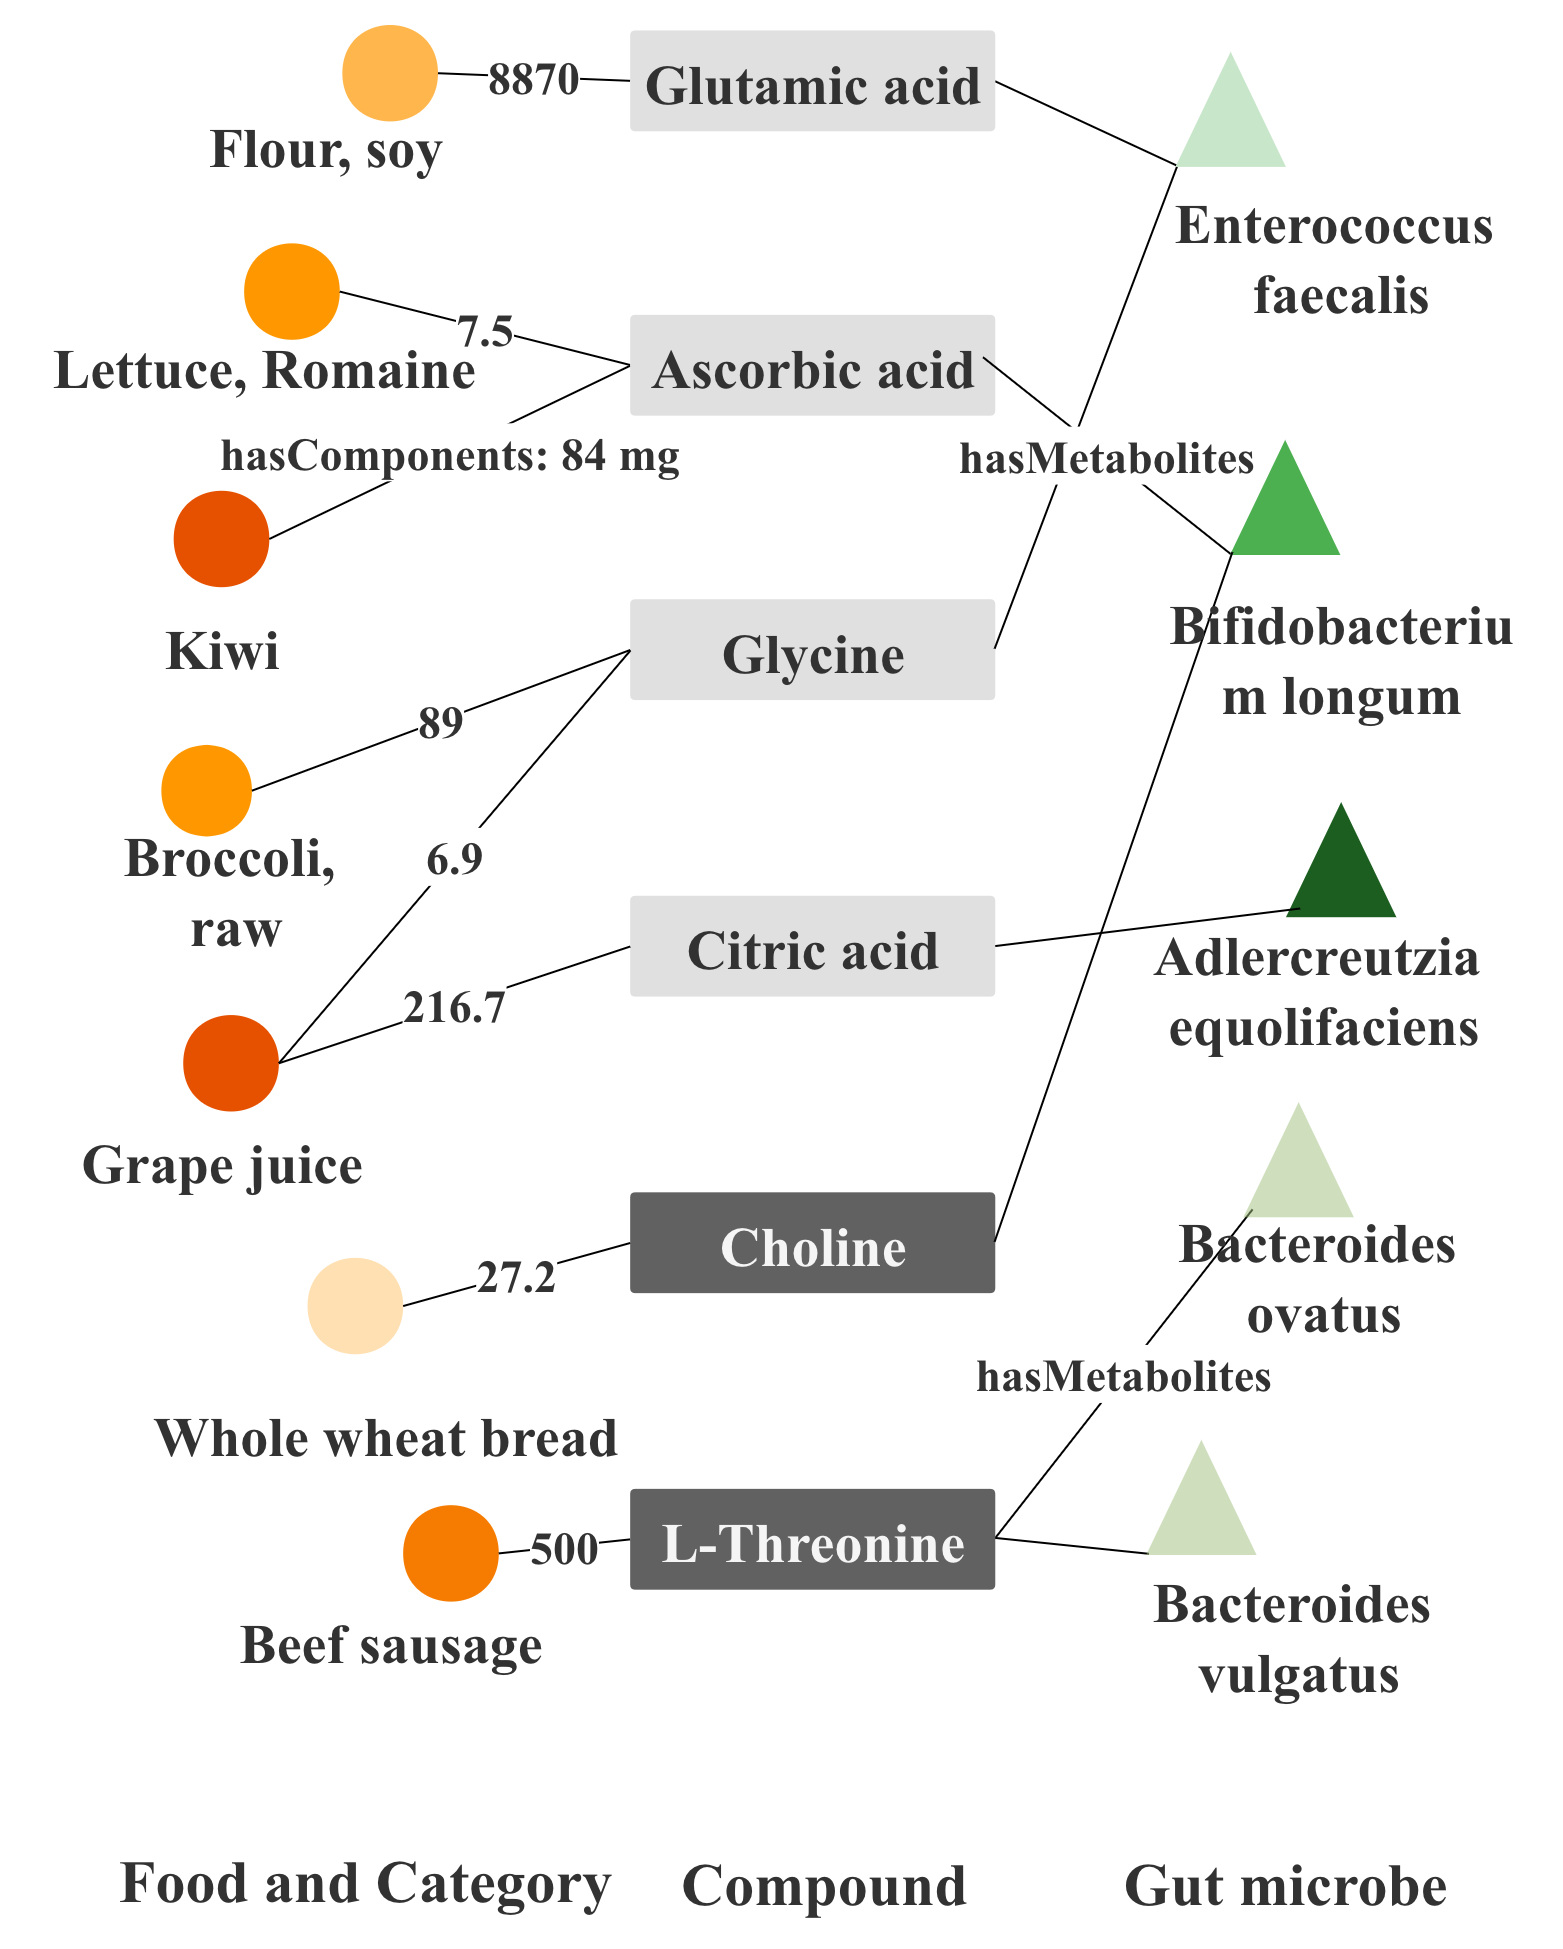 8870
Glutamic acid
Flour, soy
Enterococcus
faecalis
7.5
Lettuce, Romaine
Ascorbic acid
hasComponents: 84 mg
hasMetabolites
Kiwi
Glycine
Bifidobacteriu
m longum
89
Broccoli,
raw
6.9
Citric acid
216.7
Adlercreutzia
equolifaciens
Grape juice
Choline
27.2
Bacteroides
ovatus
hasMetabolites
Whole wheat bread
500
L-Threonine
Beef sausage
Bacteroides
vulgatus
Food and Category
Compound
Gut microbe